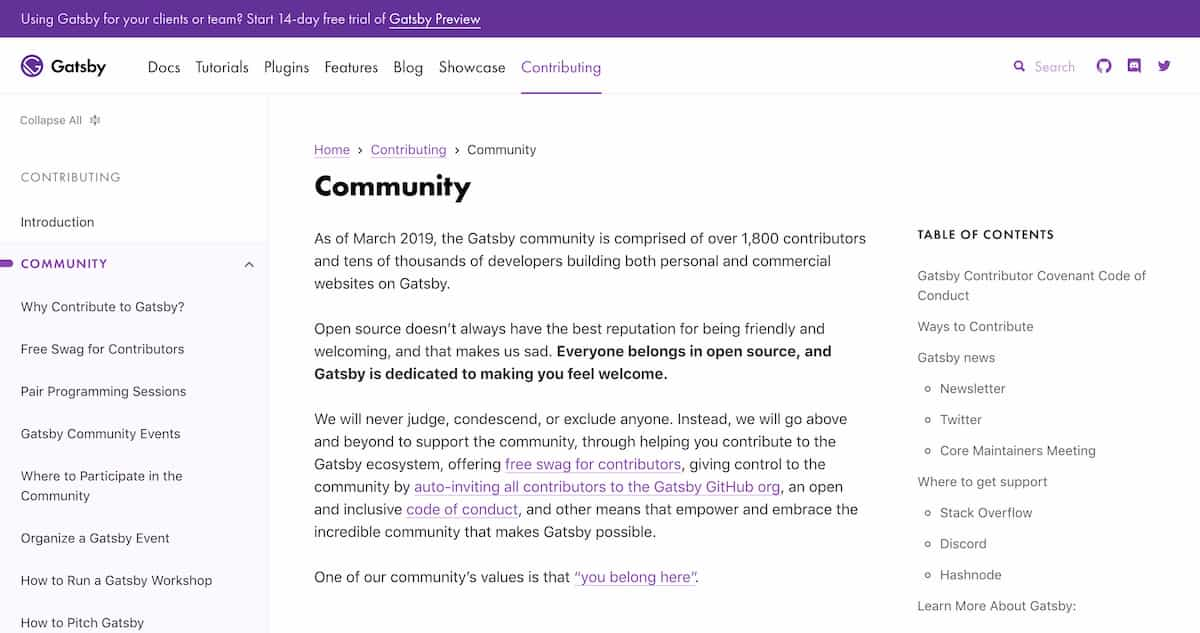 Using Gatsby for your clients or team? Start 14-day free trial of Gatsby Preview
Gatsby
Docs Tutorials Plugins Features Blog Showcase Contributing
Search
Collapse All
CONTRIBUTING
Introduction
COMMUNITY
Why Contribute to Gatsby?
Free Swag for Contributors
Pair Programming Sessions
Gatsby Community Events
Where to Participate in the
Community
Organize a Gatsby Event
How to Run a Gatsby Workshop
How to Pitch Gatsby
Home › Contributing › Community
Community
As of March 2019, the Gatsby community is comprised of over 1,800 contributors
and tens of thousands of developers building both personal and commercial
websites on Gatsby.
Open source doesn’t always have the best reputation for being friendly and
welcoming, and that makes us sad. Everyone belongs in open source, and
Gatsby is dedicated to making you feel welcome.
We will never judge, condescend, or exclude anyone. Instead, we will go above
and beyond to support the community, through helping you contribute to the
Gatsby ecosystem, offering free swag for contributors, giving control to the
community by auto-inviting all contributors to the Gatsby GitHub org, an open
and inclusive code of conduct, and other means that empower and embrace the
incredible community that makes Gatsby possible.
One of our community’s values is that “you belong here”.
TABLE OF CONTENTS
Gatsby Contributor Covenant Code of
Conduct
Ways to Contribute
Gatsby news
Newsletter
Twitter
Core Maintainers Meeting
Where to get support
Stack Overflow
Discord
Hashnode
Learn More About Gatsby: